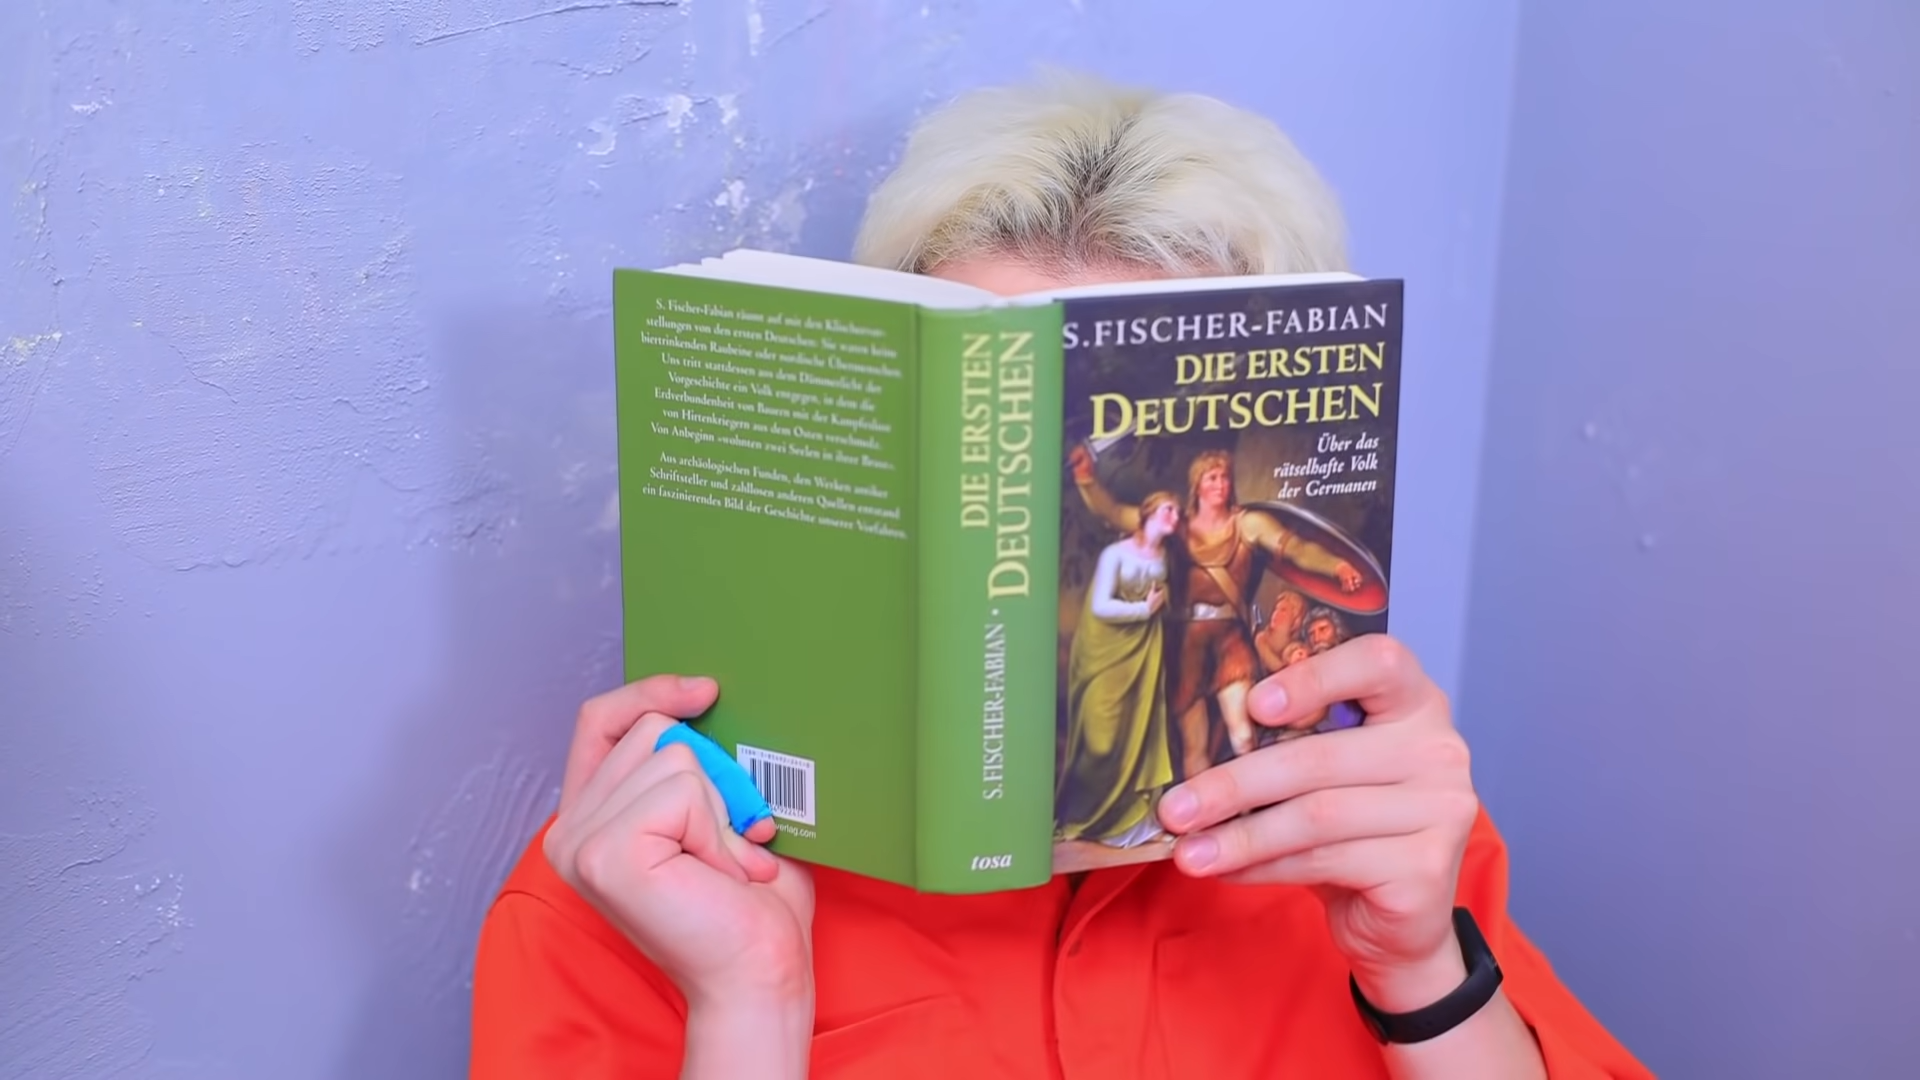 S. Fischer-Fabian räumt auf mit den Klischeevor-
stellungen von den ersten Deutschen: Sie waren keine
biertrinkenden Raubeine oder nordische Übermenschen.
Uns tritt stattdessen aus dem Dämmerlicht der
Vorgeschichte ein Volk entgegen, in dem die
Erdverbundenheit von Bauern mit der Kampfeslust
von Hirtenkriegern aus dem Osten verschmolz.
Von Anbeginn »wohnten zwei Seelen in ihrer Brust«.
Aus archäologischen Funden, den Werken antiker
Schriftsteller und zahllosen anderen Quellen entstand
ein faszinierendes Bild der Geschichte unserer Vorfahren.
verlag.com
S. FISCHER-FABIAN · DIE ERSTEN
DEUTSCHEN
tosa
S.FISCHER-FABIAN
DIE ERSTEN
DEUTSCHEN
Über das
rätselhafte Volk
der Germanen